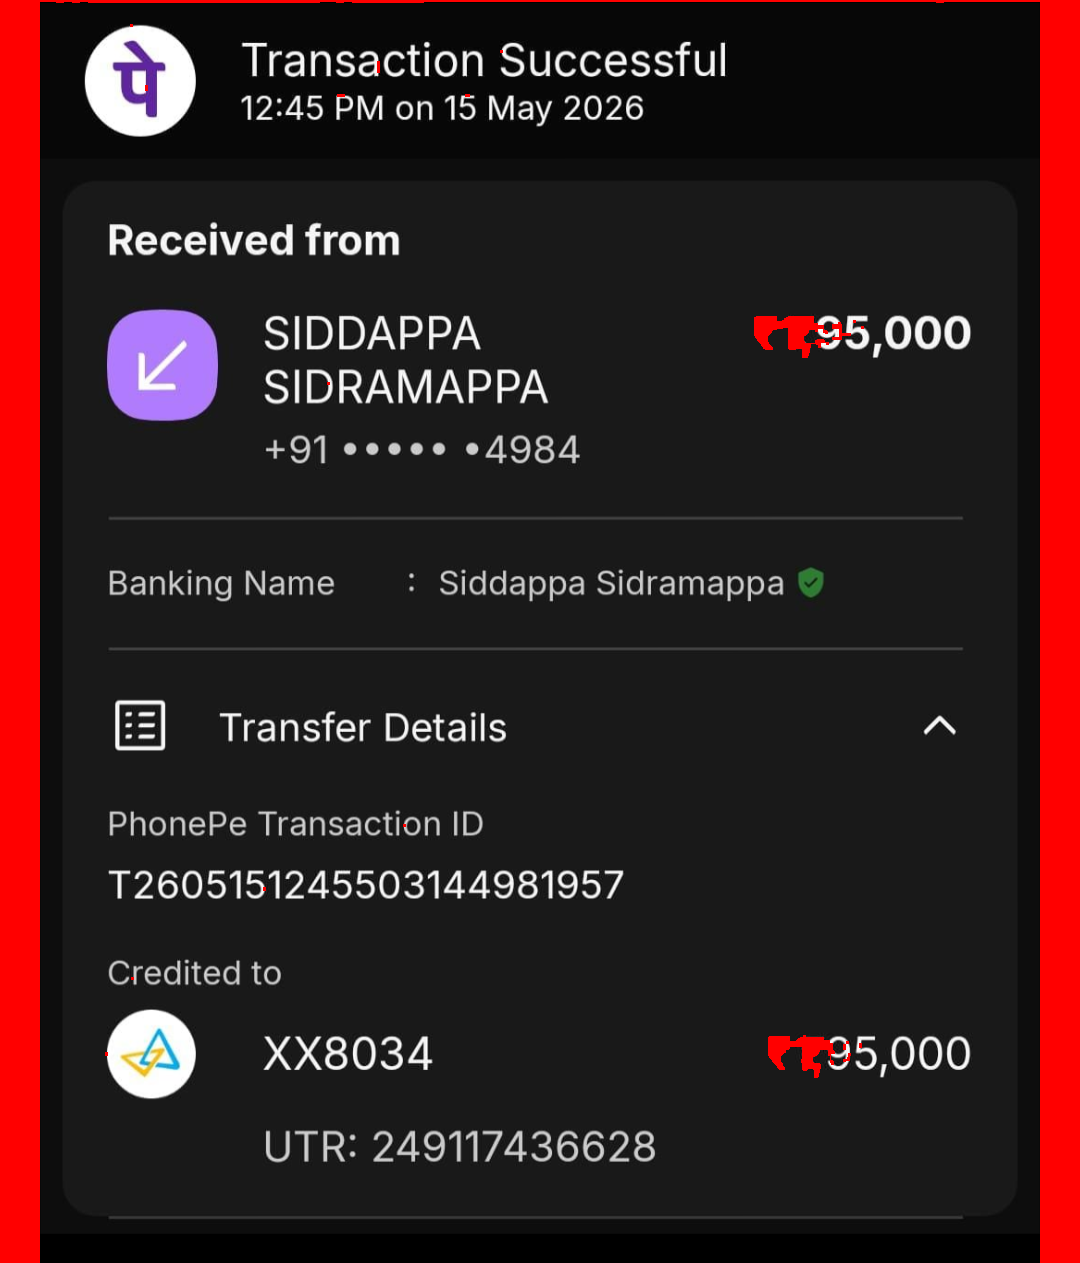 पे
Transaction Successful
12:45 PM on 15 May 2026
Received from
SIDDAPPA
SIDRAMAPPA
+91 ••••• •4984
Banking Name : Siddappa Sidramappa
Transfer Details
PhonePe Transaction ID
T2605151245503144981957
Credited to
XX8034
UTR: 249117436628